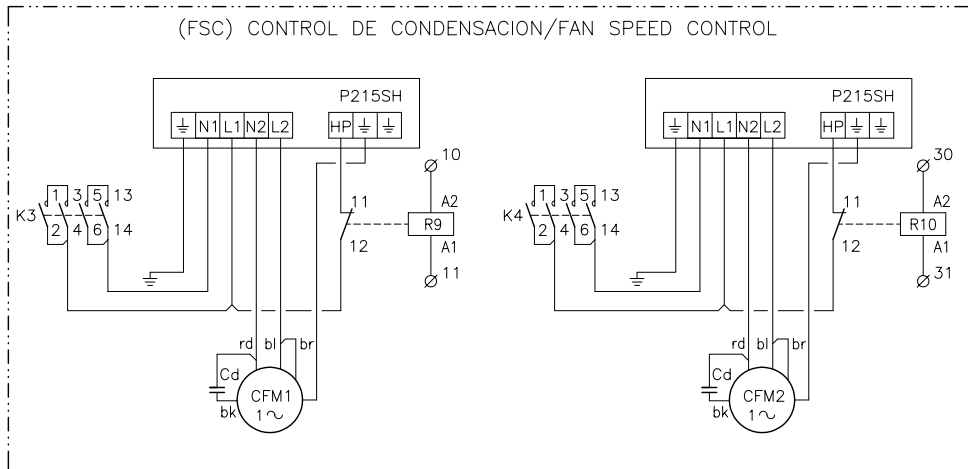 (FSC) CONTROL DE CONDENSACION/FAN SPEED CONTROL
P215SH
N1 L1 N2 L2 HP
10
1 3 5 13
K3
2 4 6 14
11
12
A2
R9
A1
11
rd bl br
Cd
bk
CFM1
1~
P215SH
N1 L1 N2 L2 HP
30
1 3 5 13
K4
2 4 6 14
11
12
A2
R10
A1
31
rd bl br
Cd
bk
CFM2
1~